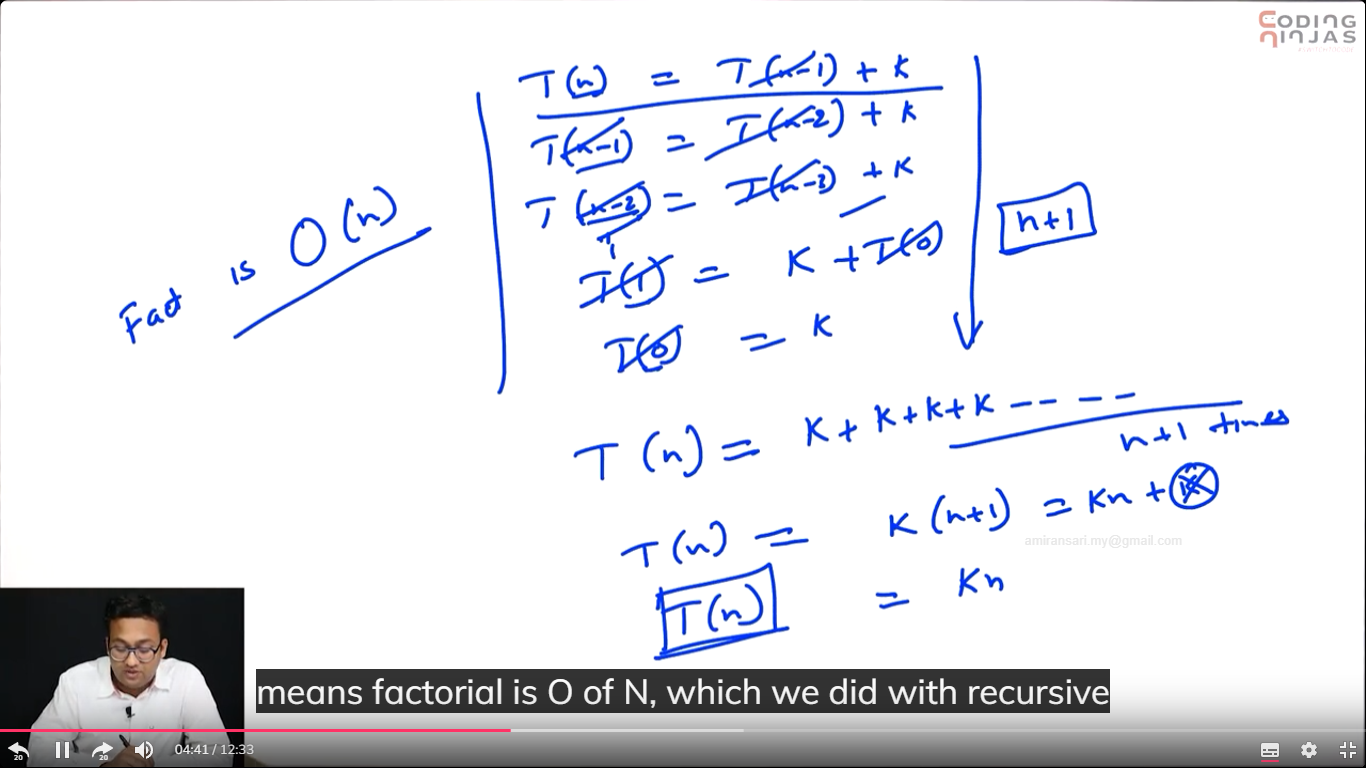 CODING
NINJAS
T(n) = T(n-1) + K
T(n-1) = T(n-2) + K
T(n-2) = T(n-3) + K
T(1) = K + T(0)
T(0) = K
n+1
Fact is O(n)
T(n) = K + K + K + K -- -- --
n+1 times
T(n) = K(n+1) = Kn + K
amiransari.my@gmail.com
T(n) = Kn
means factorial is O of N, which we did with recursive
20
20
04:41 / 12:33